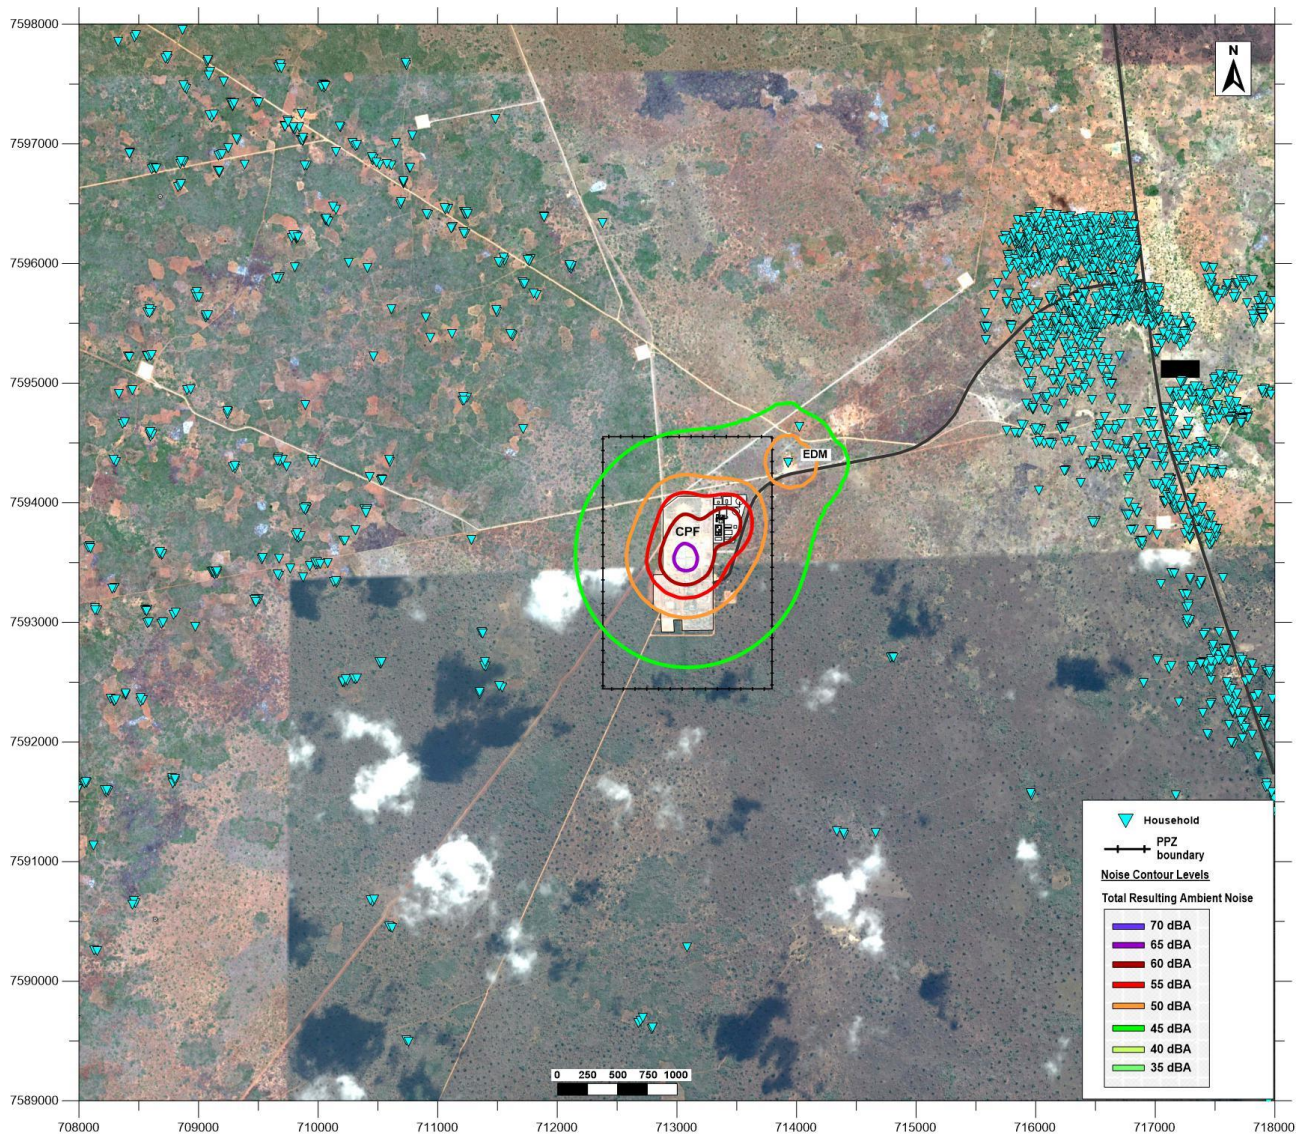 7598000
7597000
7596000
7595000
7594000
7593000
7592000
7591000
7590000
7589000
N
EDM
CPF
Household
PPZ
boundary
Noise Contour Levels
Total Resulting Ambient Noise
70 dBA
65 dBA
60 dBA
55 dBA
50 dBA
45 dBA
40 dBA
35 dBA
0 250 500 750 1000
708000 709000 710000 711000 712000 713000 714000 715000 716000 717000 718000